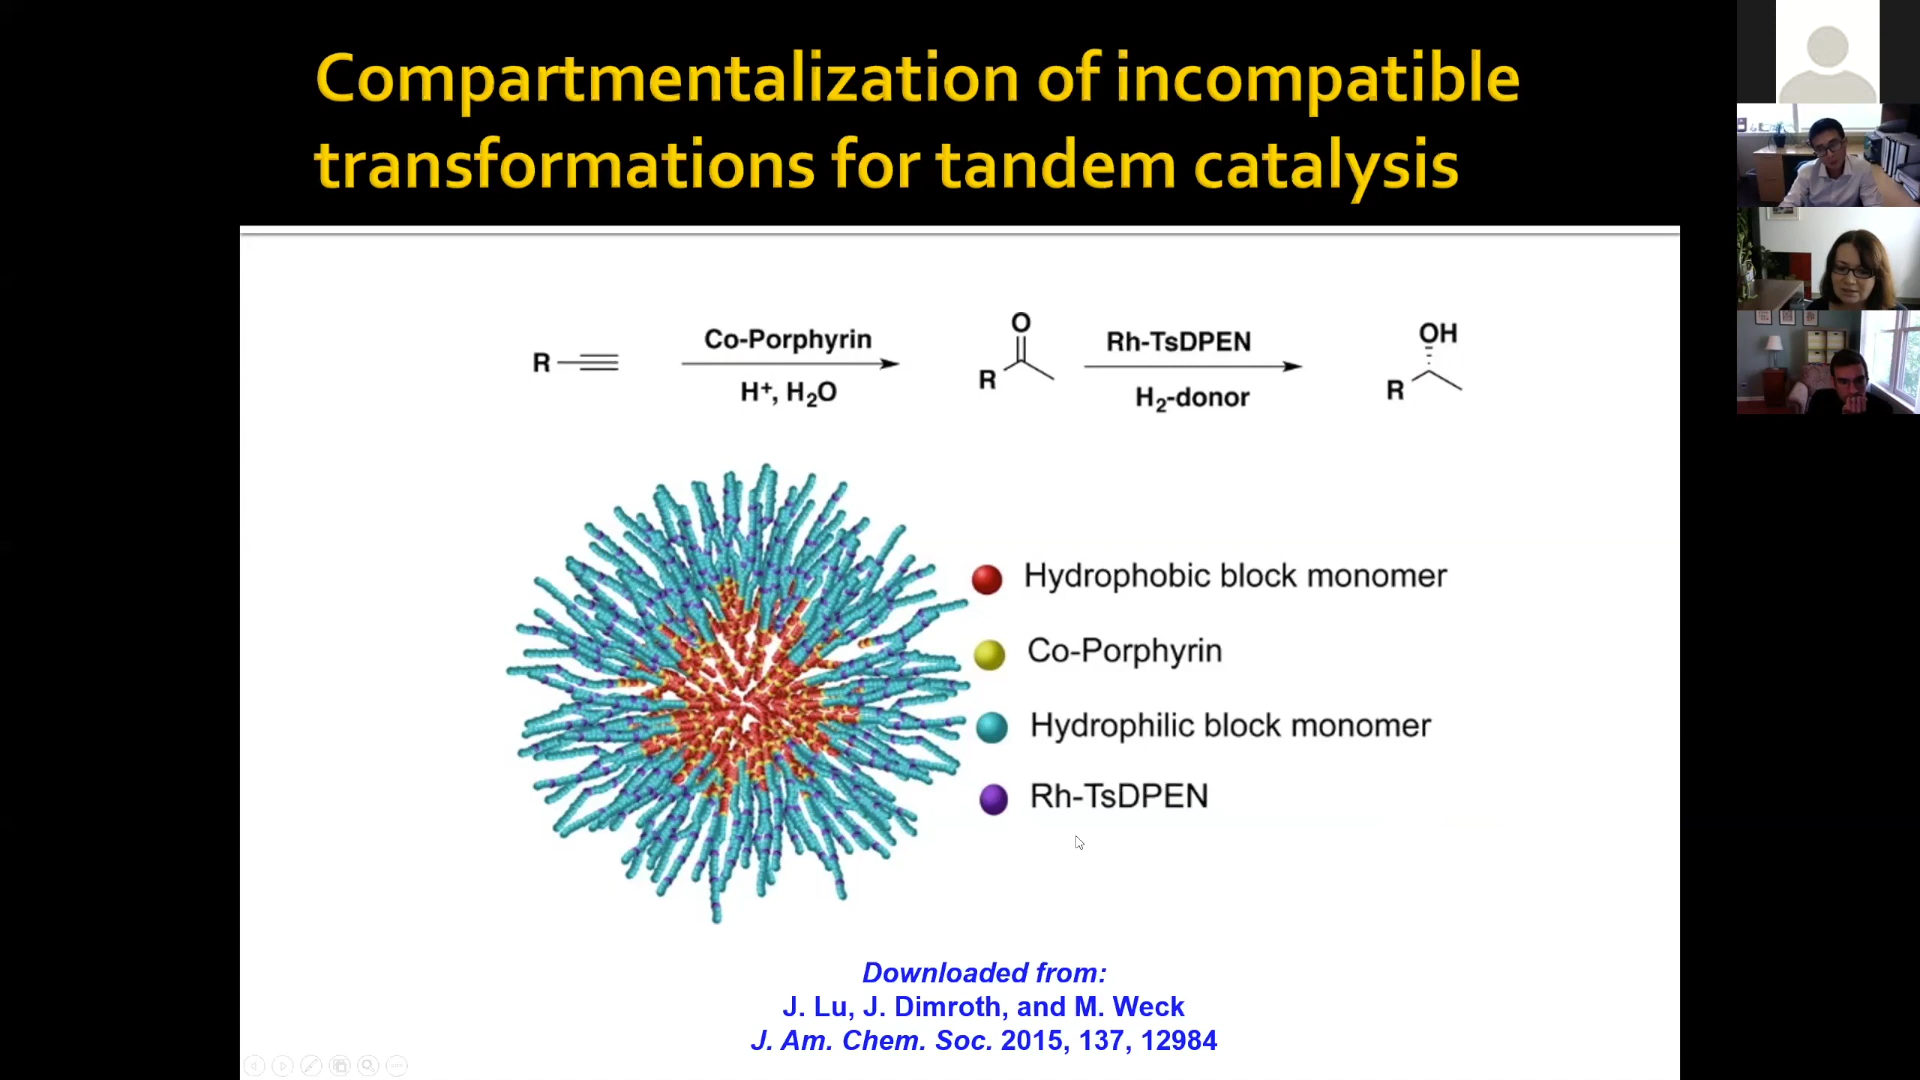 Compartmentalization of incompatible
transformations for tandem catalysis
R
Co-Porphyrin
H⁺, H₂O
O
R
Rh-TsDPEN
H₂-donor
OH
R
Hydrophobic block monomer
Co-Porphyrin
Hydrophilic block monomer
Rh-TsDPEN
Downloaded from:
J. Lu, J. Dimroth, and M. Weck
J. Am. Chem. Soc. 2015, 137, 12984